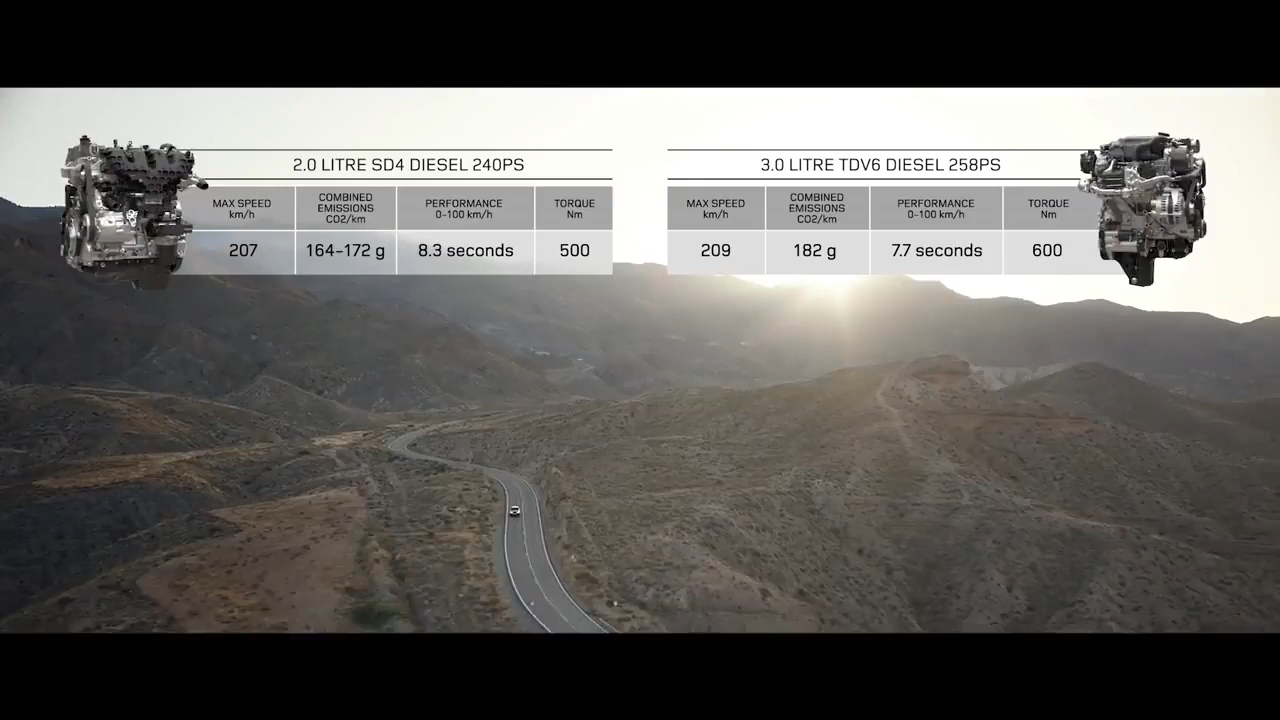 2.0 LITRE SD4 DIESEL 240PS
MAX SPEED
km/h
COMBINED
EMISSIONS
CO2/km
PERFORMANCE
0-100 km/h
TORQUE
Nm
207
164-172 g
8.3 seconds
500
3.0 LITRE TDV6 DIESEL 258PS
MAX SPEED
km/h
COMBINED
EMISSIONS
CO2/km
PERFORMANCE
0-100 km/h
TORQUE
Nm
209
182 g
7.7 seconds
600